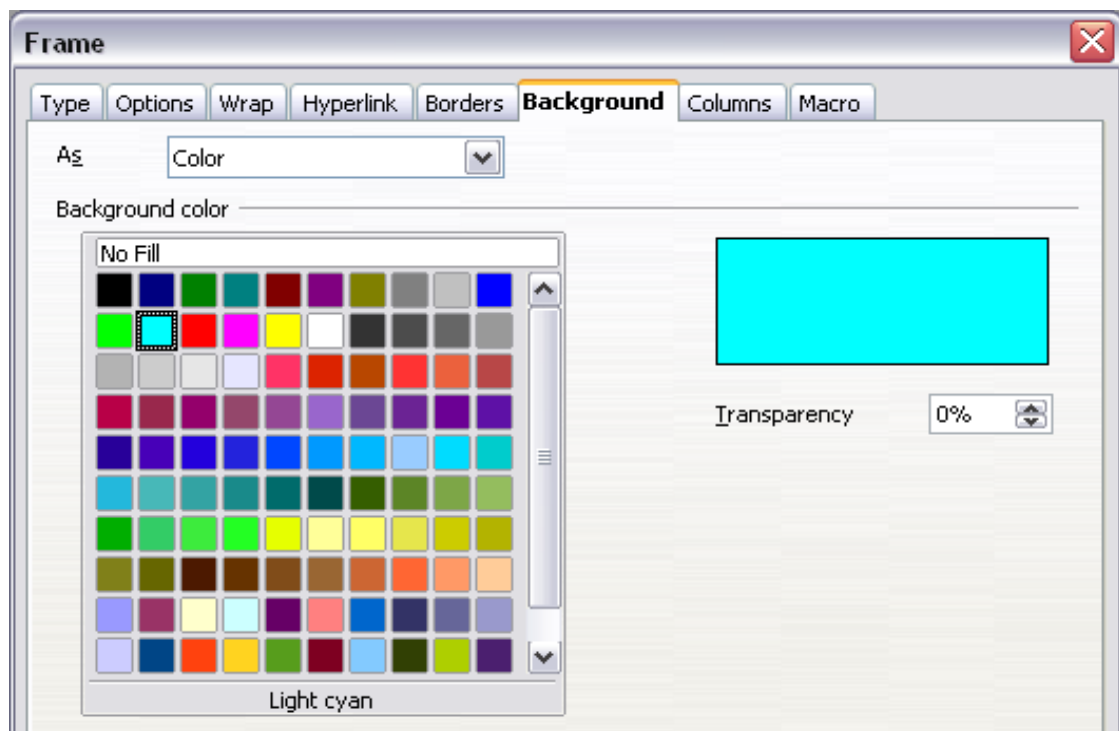 Frame
Type Options Wrap Hyperlink Borders Background Columns Macro
As Color
Background color
No Fill
Transparency 0%
Light cyan